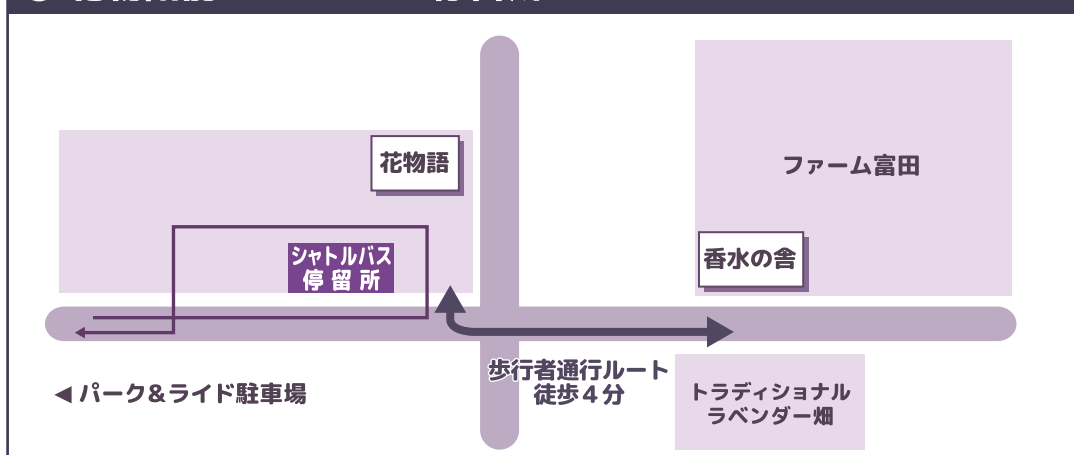 花物語
ファーム富田
香水の舎
シャトルバス
停留所
歩行者通行ルート
徒歩4分
◀パーク&ライド駐車場
トラディショナル
ラベンダー畑